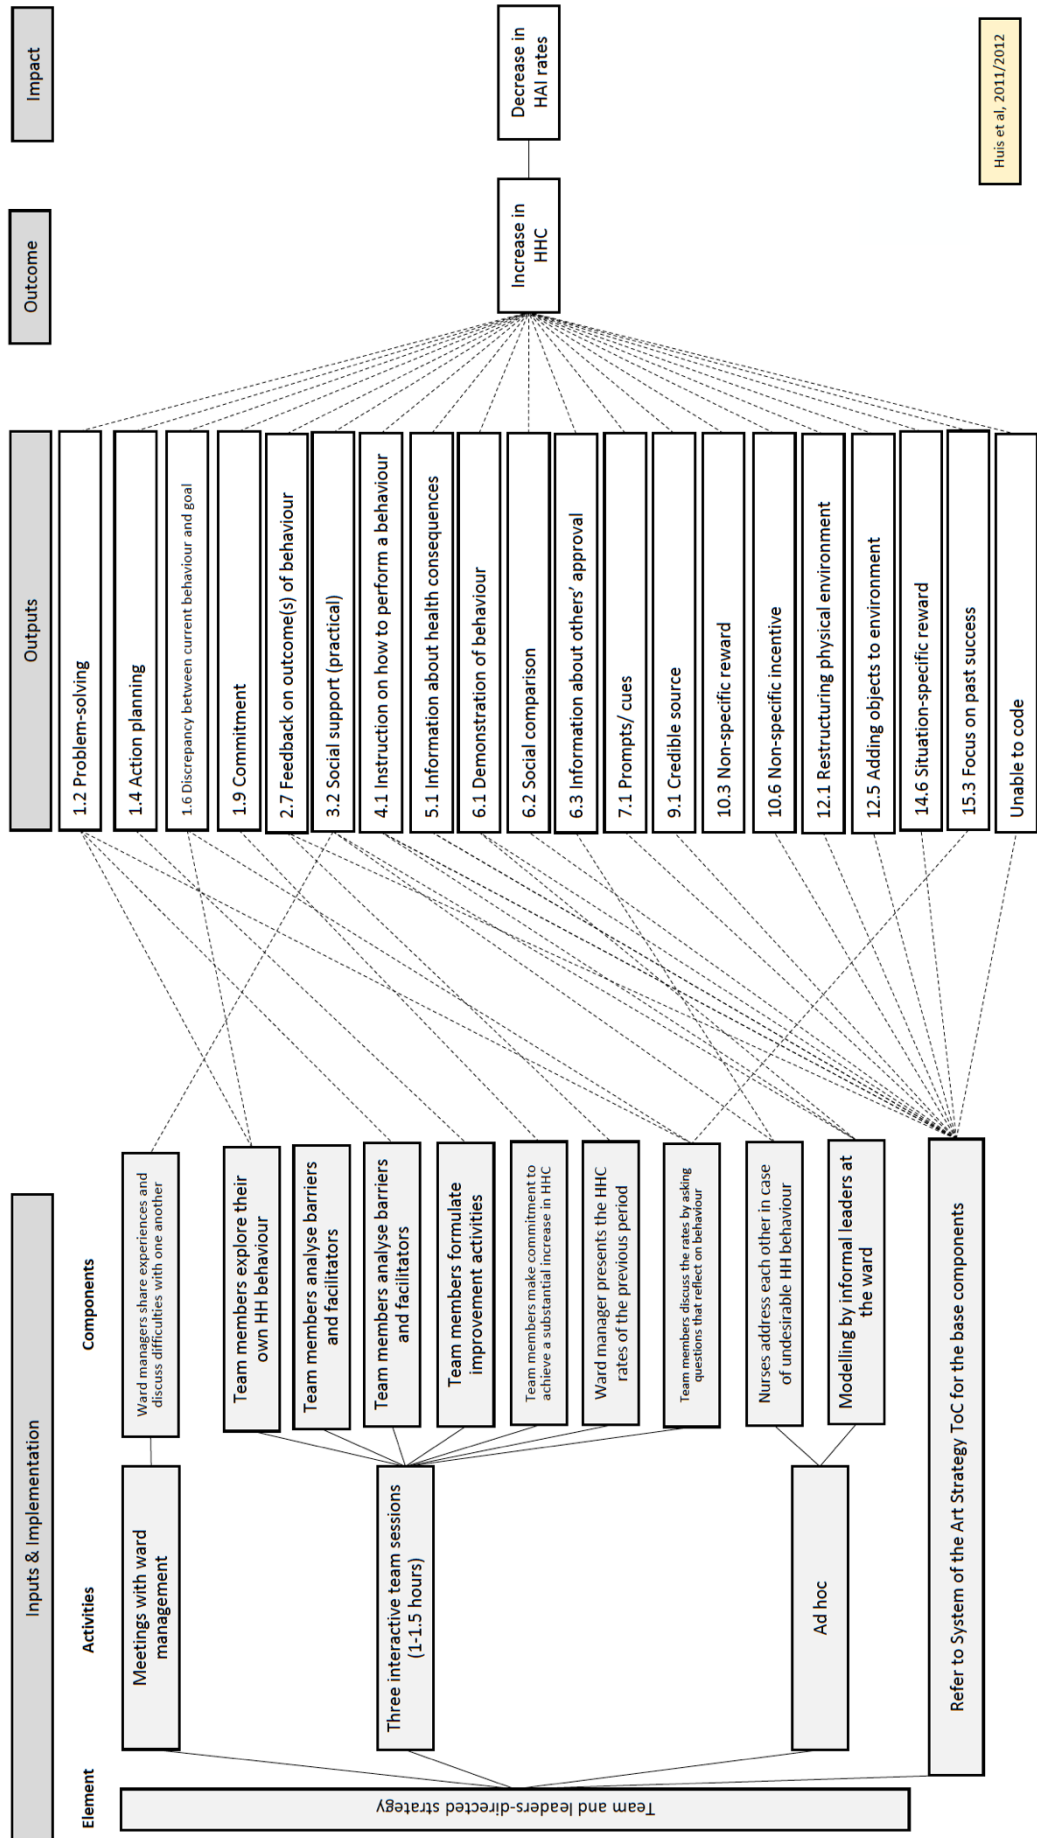 Inputs & Implementation
Outputs
Outcome
Impact
Element
Activities
Components
Team and leaders-directed strategy
Meetings with ward
management
Three interactive team sessions
(1-1.5 hours)
Ad hoc
Ward managers share experiences and
discuss difficulties with one another
Team members explore their
own HH behaviour
Team members analyse barriers
and facilitators
Team members analyse barriers
and facilitators
Team members formulate
improvement activities
Team members make commitment to
achieve a substantial increase in HHC
Ward manager presents the HHC
rates of the previous period
Team members discuss the rates by asking
questions that reflect on behaviour
Nurses address each other in case
of undesirable HH behaviour
Modelling by informal leaders at
the ward
Refer to System of the Art Strategy ToC for the base components
1.2 Problem-solving
1.4 Action planning
1.6 Discrepancy between current behaviour and goal
1.9 Commitment
2.7 Feedback on outcome(s) of behaviour
3.2 Social support (practical)
4.1 Instruction on how to perform a behaviour
5.1 Information about health consequences
6.1 Demonstration of behaviour
6.2 Social comparison
6.3 Information about others’ approval
7.1 Prompts/ cues
9.1 Credible source
10.3 Non-specific reward
10.6 Non-specific incentive
12.1 Restructuring physical environment
12.5 Adding objects to environment
14.6 Situation-specific reward
15.3 Focus on past success
Unable to code
Increase in
HHC
Decrease in
HAI rates
Huis et al, 2011/2012